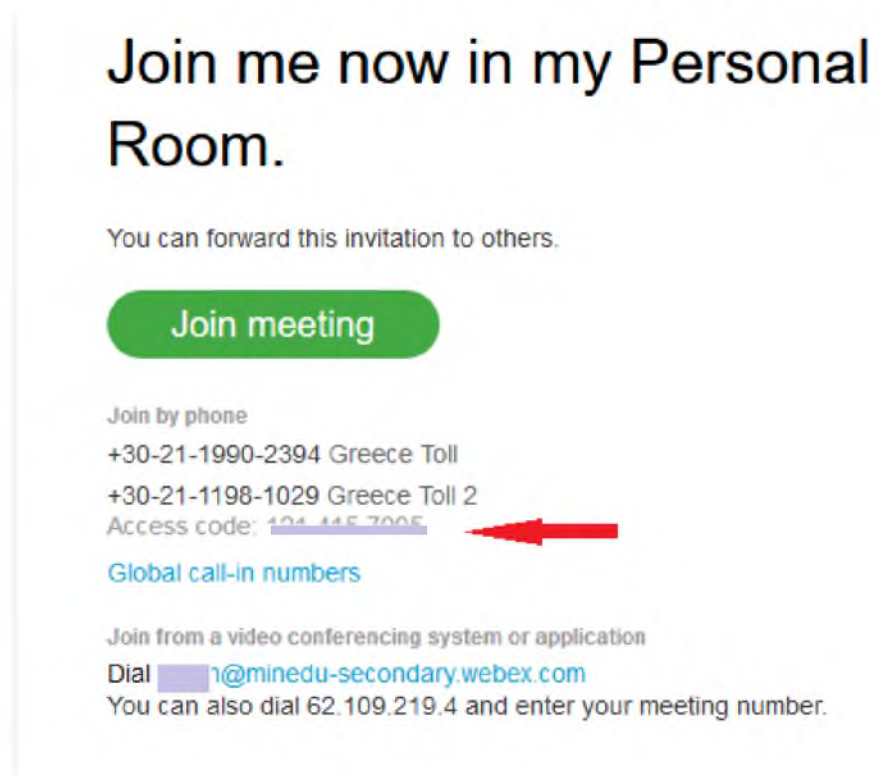 Join me now in my Personal
Room.
You can forward this invitation to others.
Join meeting
Join by phone
+30-21-1990-2394 Greece Toll
+30-21-1198-1029 Greece Toll 2
Access code:
Global call-in numbers
Join from a video conferencing system or application
Dial @minedu-secondary.webex.com
You can also dial 62.109.219.4 and enter your meeting number.